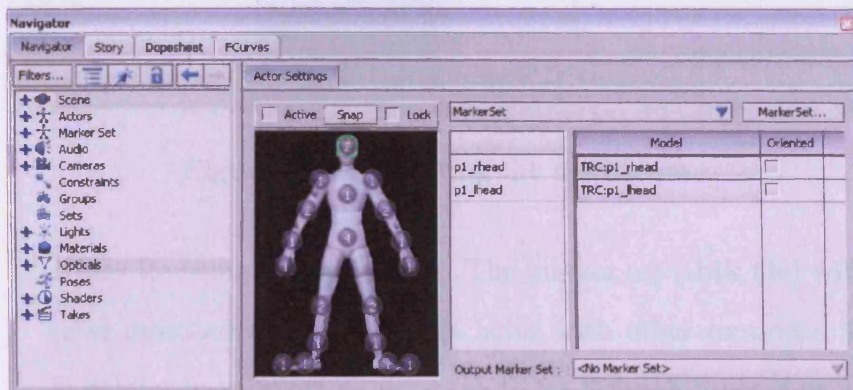 Navigator
Navigator Story Dopesheet FCurves
Filters...
Actor Settings
Scene
Actors
Marker Set
Audio
Cameras
Constraints
Groups
Sets
Lights
Materials
Opticals
Poses
Shaders
Takes
Active Snap Lock
MarkerSet MarkerSet...
Model Oriented
p1_rhead TRC:p1_rhead
p1_lhead TRC:p1_lhead
Output Marker Set : <No Marker Set>